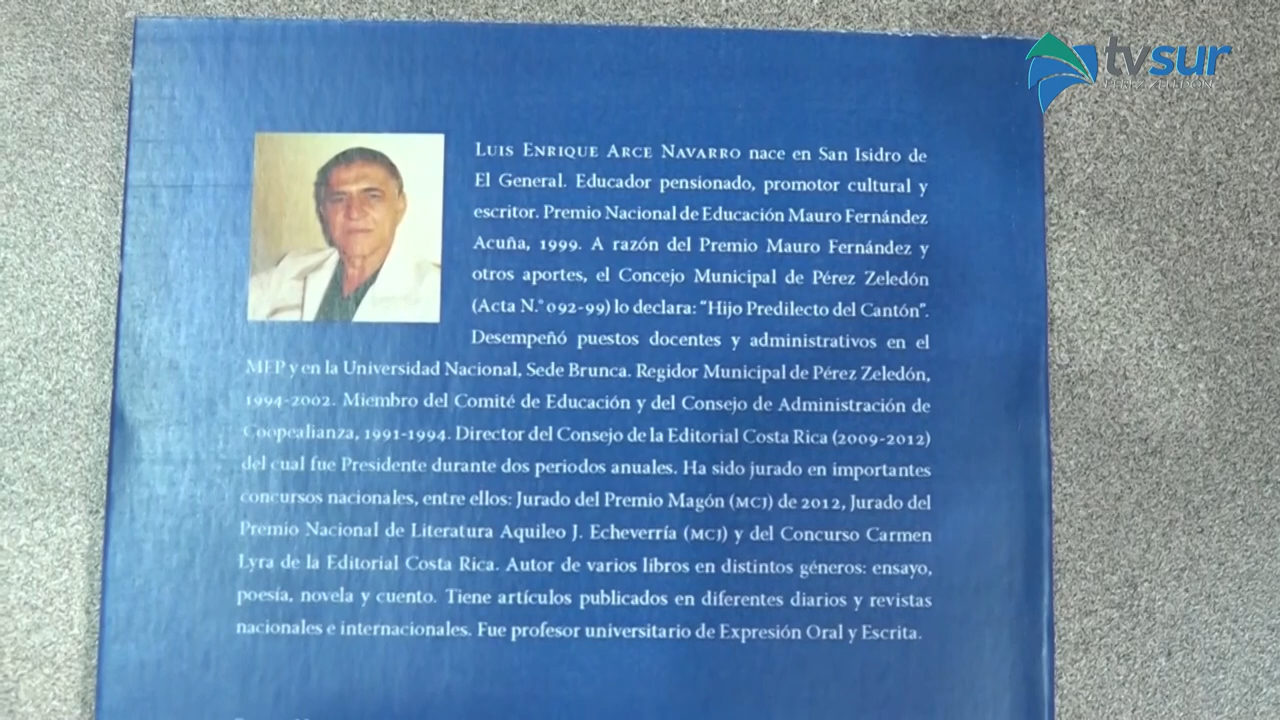 tvsur
PÉREZ ZELEDÓN
LUIS ENRIQUE ARCE NAVARRO nace en San Isidro de
El General. Educador pensionado, promotor cultural y
escritor. Premio Nacional de Educación Mauro Fernández
Acuña, 1999. A razón del Premio Mauro Fernández y
otros aportes, el Concejo Municipal de Pérez Zeledón
(Acta N.° 092-99) lo declara: “Hijo Predilecto del Cantón”.
Desempeñó puestos docentes y administrativos en el
MEP y en la Universidad Nacional, Sede Brunca. Regidor Municipal de Pérez Zeledón,
1994-2002. Miembro del Comité de Educación y del Consejo de Administración de
Coopealianza, 1991-1994. Director del Consejo de la Editorial Costa Rica (2009-2012)
del cual fue Presidente durante dos periodos anuales. Ha sido jurado en importantes
concursos nacionales, entre ellos: Jurado del Premio Magón (MCJ) de 2012, Jurado del
Premio Nacional de Literatura Aquileo J. Echeverría (MCJ) y del Concurso Carmen
Lyra de la Editorial Costa Rica. Autor de varios libros en distintos géneros: ensayo,
poesía, novela y cuento. Tiene artículos publicados en diferentes diarios y revistas
nacionales e internacionales. Fue profesor universitario de Expresión Oral y Escrita.